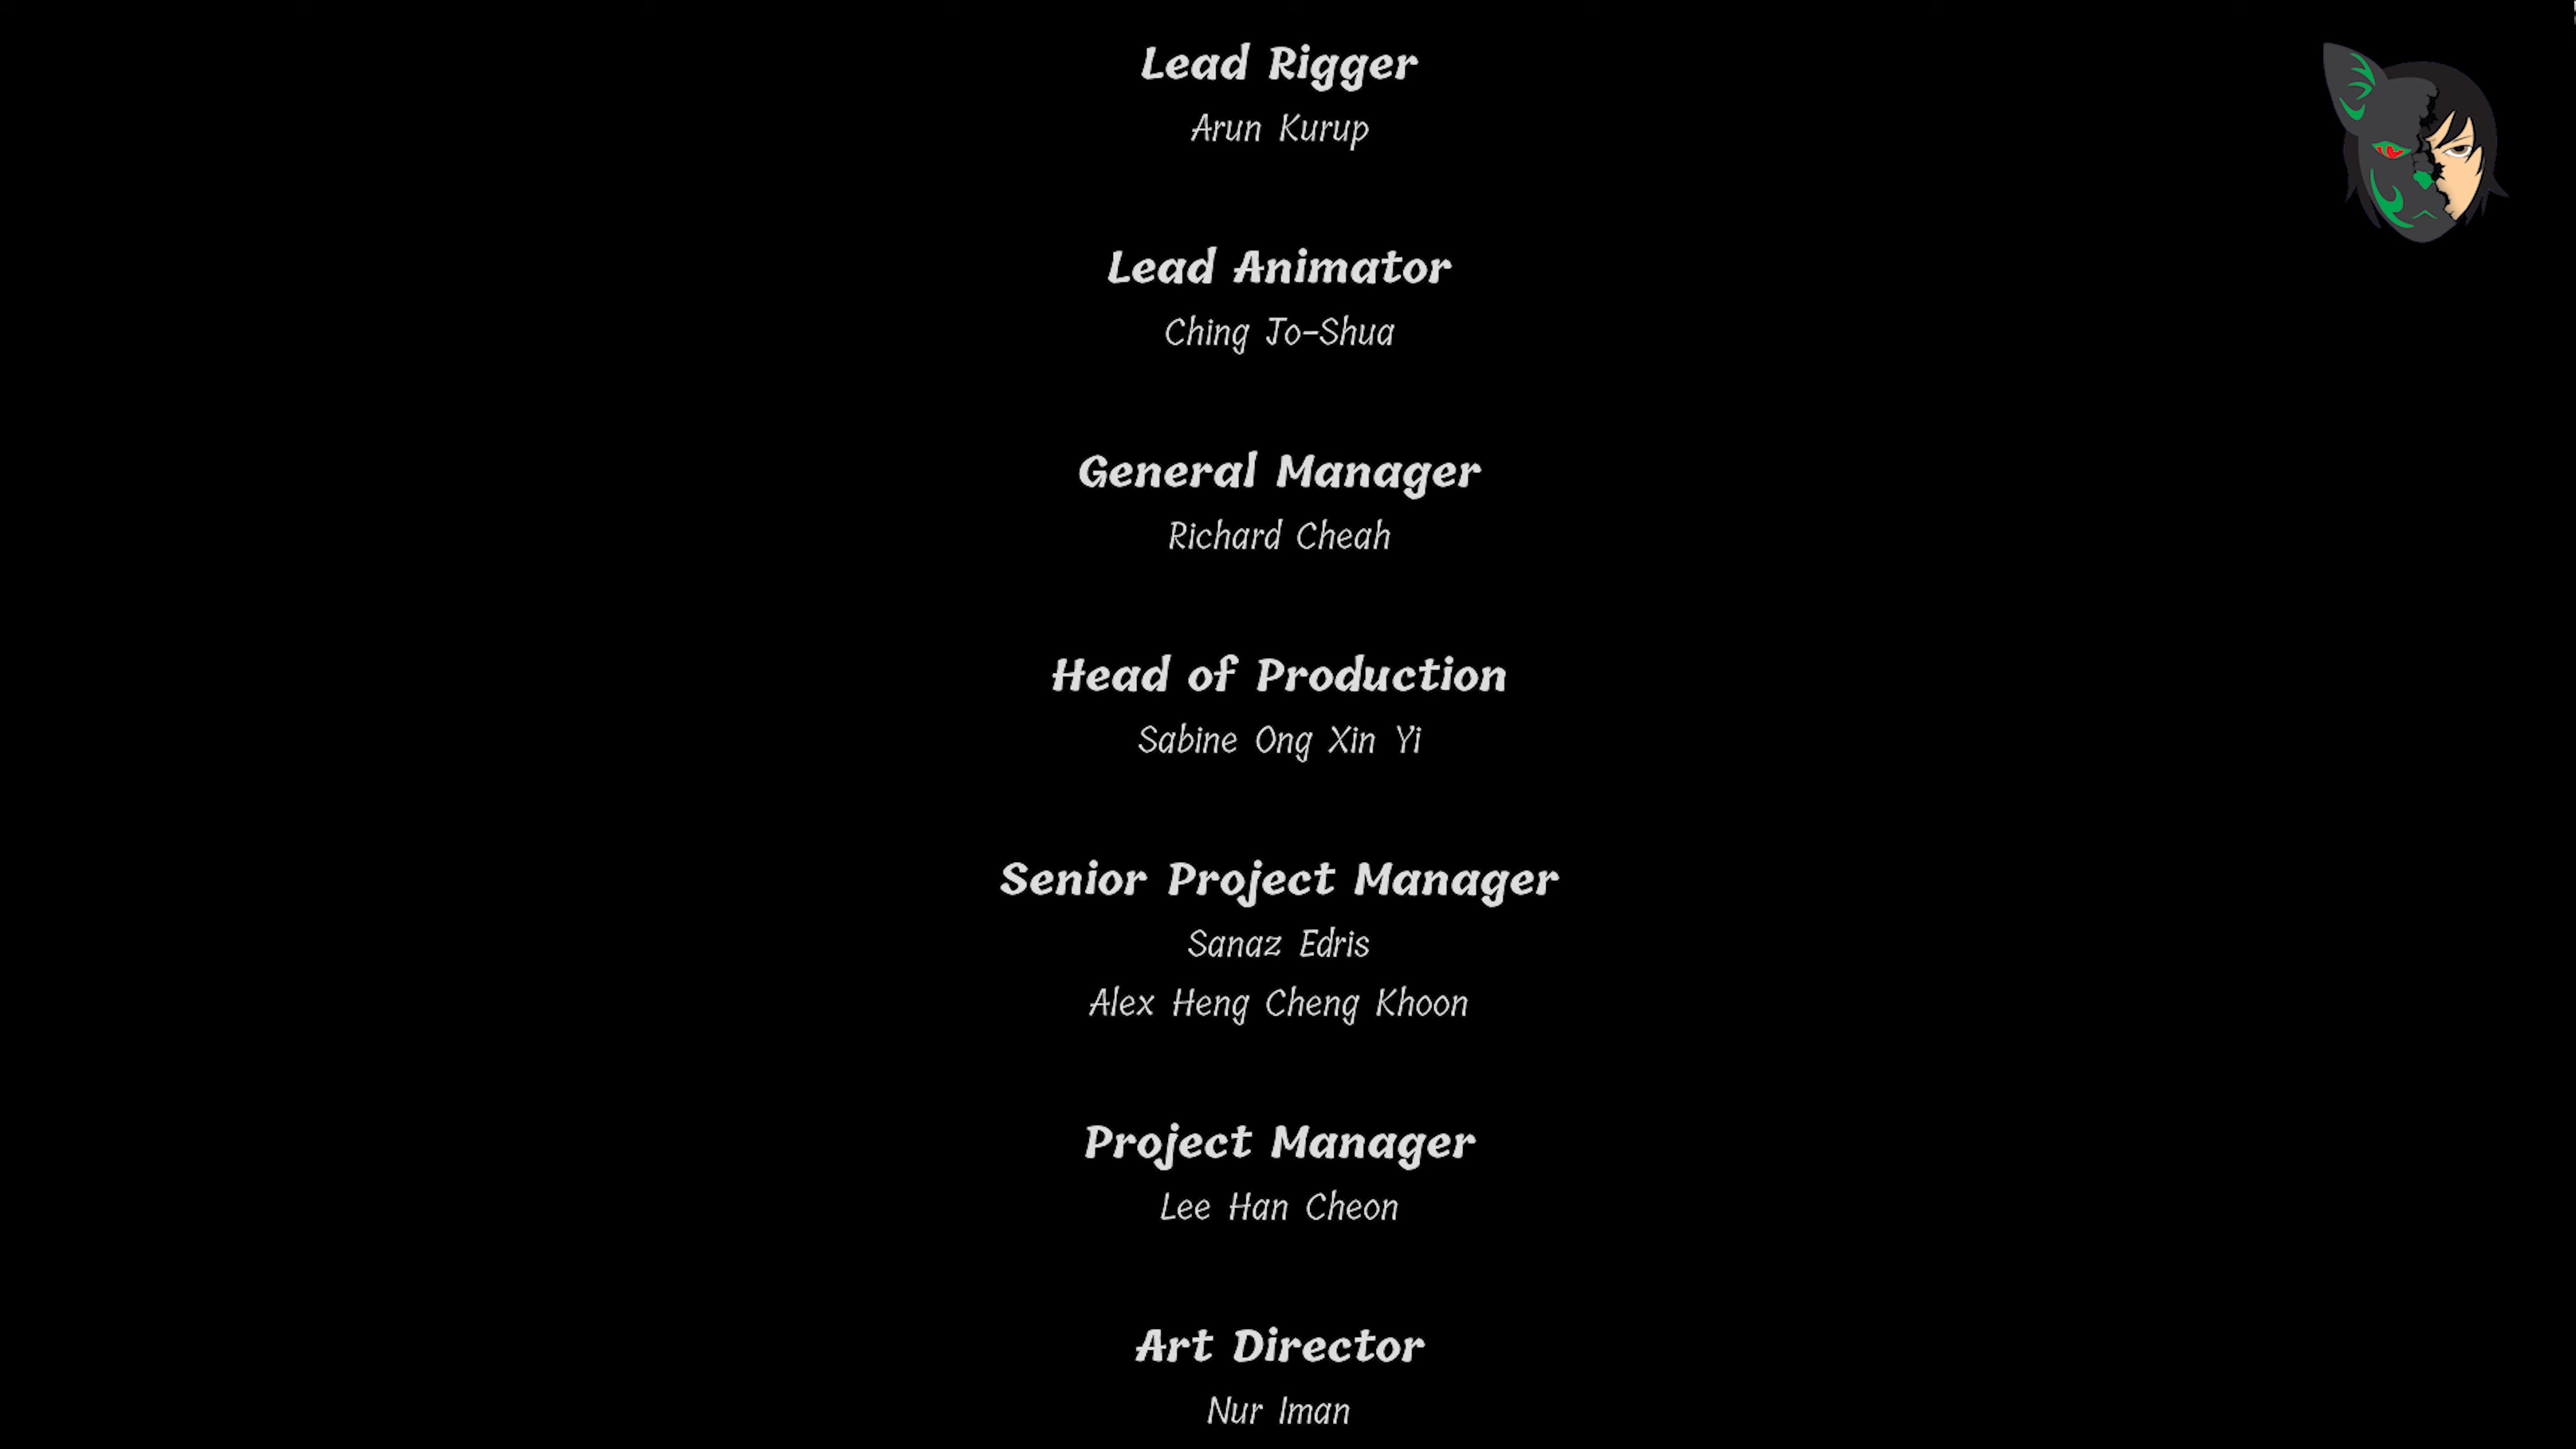 Lead Rigger
Arun Kurup
Lead Animator
Ching Jo-Shua
General Manager
Richard Cheah
Head of Production
Sabine Ong Xin Yi
Senior Project Manager
Sanaz Edris
Alex Heng Cheng Khoon
Project Manager
Lee Han Cheon
Art Director
Nur Iman